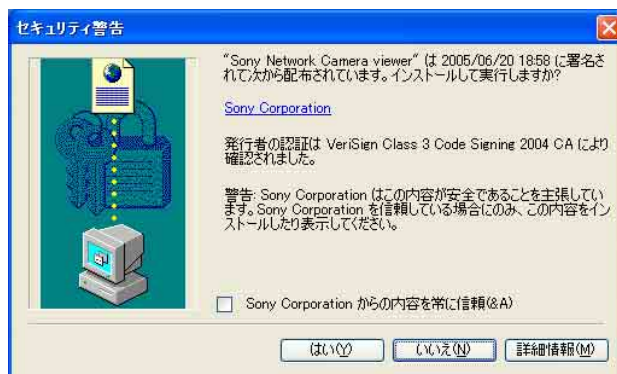 セキュリティ警告
"Sony Network Camera viewer" は 2005/06/20 18:58 に署名さ
れて次から配布されています。インストールして実行しますか?
Sony Corporation
発行者の認証は VeriSign Class 3 Code Signing 2004 CA により
確認されました。
警告: Sony Corporation はこの内容が安全であることを主張してい
ます。Sony Corporation を信頼している場合にのみ、この内容をイン
ストールしたり表示してください。
Sony Corporation からの内容を常に信頼(&A)
はい(Y) いいえ(N) 詳細情報(M)